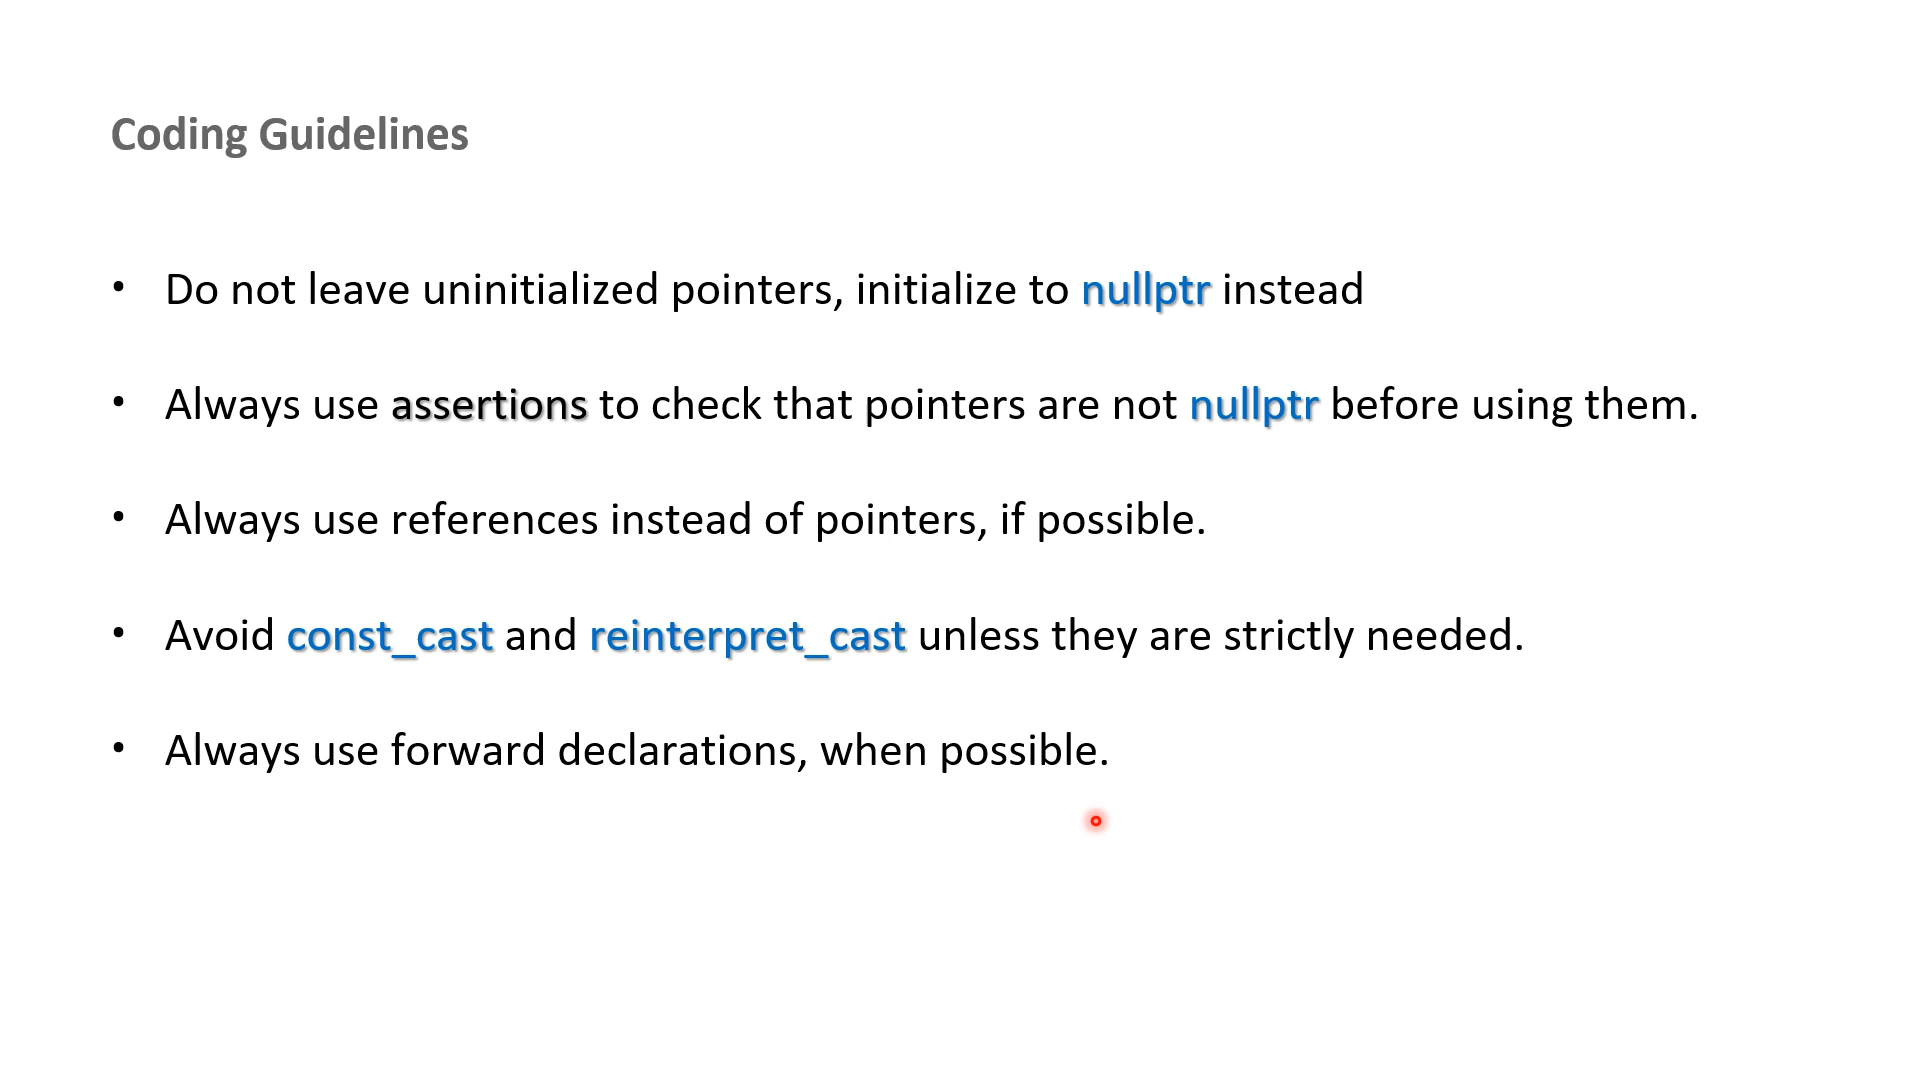 Coding Guidelines
• Do not leave uninitialized pointers, initialize to nullptr instead
• Always use assertions to check that pointers are not nullptr before using them.
• Always use references instead of pointers, if possible.
• Avoid const_cast and reinterpret_cast unless they are strictly needed.
• Always use forward declarations, when possible.